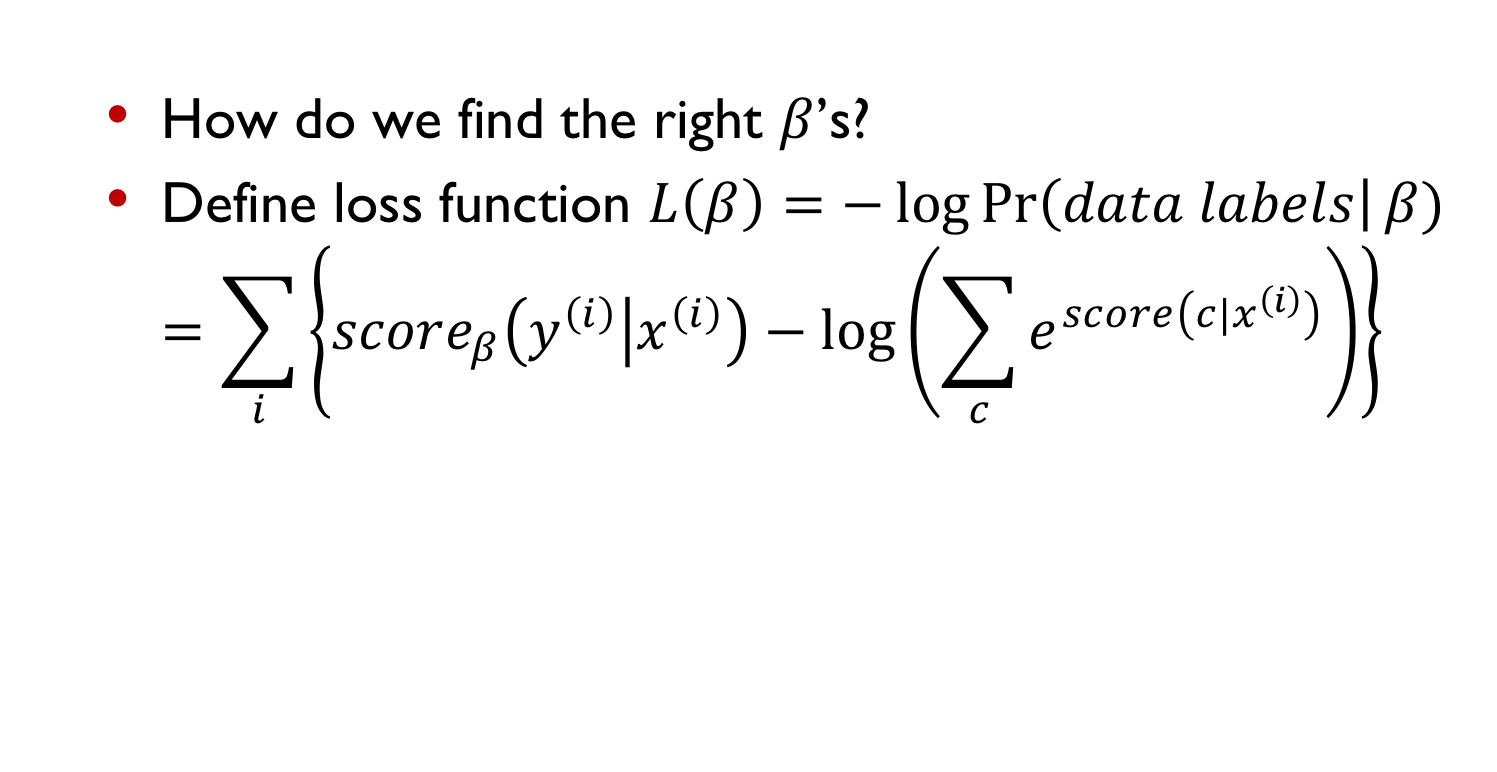 • How do we find the right β’s?
• Define loss function L(β) = − log Pr(data labels| β)
= ∑_i {score_β(y^(i)|x^(i)) − log(∑_c e^score(c|x^(i)))}